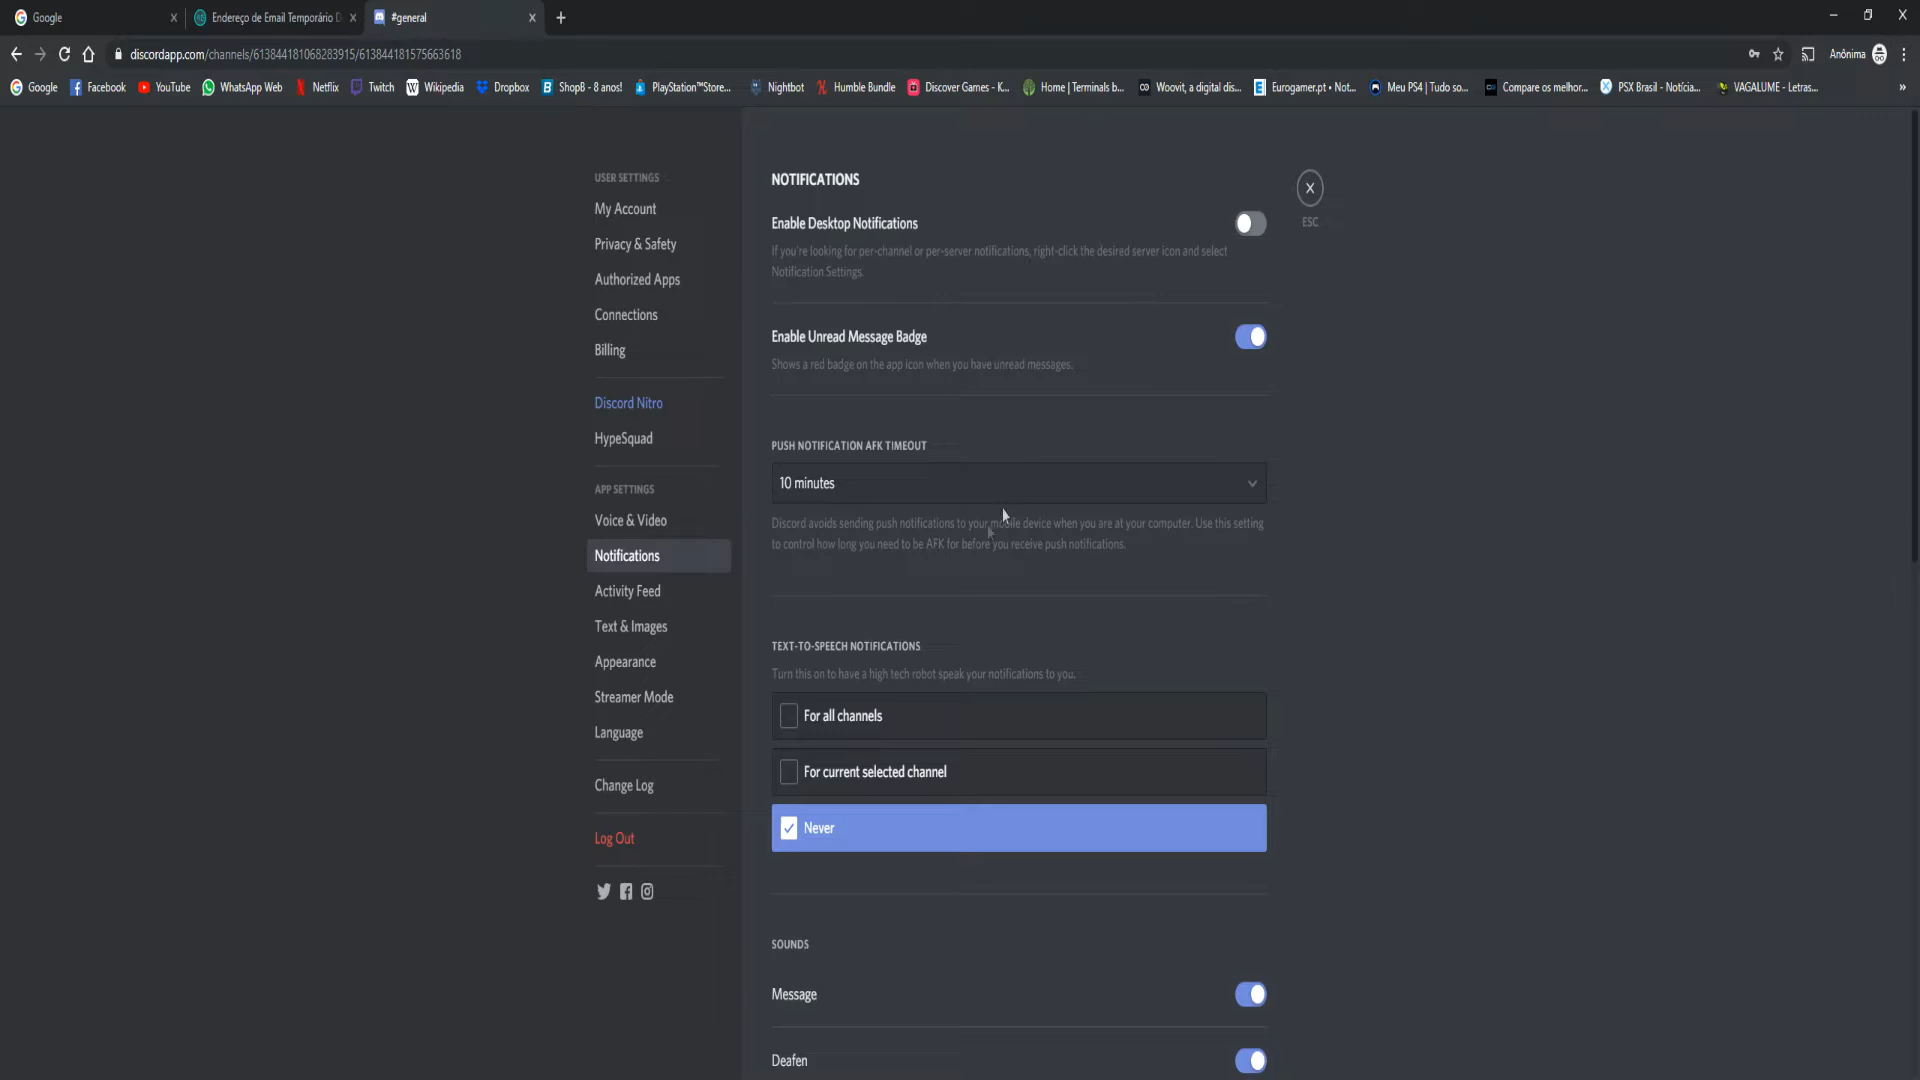 Google
Endereço de Email Temporário D
#general
discordapp.com/channels/613844181068283915/613844181575663618
Anônima
Google
Facebook
YouTube
WhatsApp Web
Netflix
Twitch
Wikipedia
Dropbox
ShopB - 8 anos!
PlayStation™Store...
Nightbot
Humble Bundle
Discover Games - K...
Home | Terminals b...
Woovit, a digital dis...
Eurogamer.pt • Not...
Meu PS4 | Tudo so...
Compare os melhor...
PSX Brasil - Notícia...
VAGALUME - Letras...
»
USER SETTINGS
My Account
Privacy & Safety
Authorized Apps
Connections
Billing
Discord Nitro
HypeSquad
APP SETTINGS
Voice & Video
Notifications
Activity Feed
Text & Images
Appearance
Streamer Mode
Language
Change Log
Log Out
NOTIFICATIONS
ESC
Enable Desktop Notifications
If you're looking for per-channel or per-server notifications, right-click the desired server icon and select
Notification Settings.
Enable Unread Message Badge
Shows a red badge on the app icon when you have unread messages.
PUSH NOTIFICATION AFK TIMEOUT
10 minutes
Discord avoids sending push notifications to your mobile device when you are at your computer. Use this setting
to control how long you need to be AFK for before you receive push notifications.
TEXT-TO-SPEECH NOTIFICATIONS
Turn this on to have a high tech robot speak your notifications to you.
For all channels
For current selected channel
Never
SOUNDS
Message
Deafen